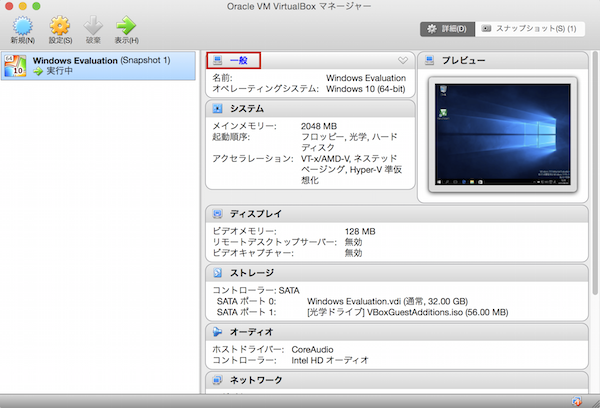 Oracle VM VirtualBox マネージャー
新規(N)
設定(S)
破棄
表示(H)
詳細(D)
スナップショット(S) (1)
64
10
Windows Evaluation (Snapshot 1)
実行中
一般
名前: Windows Evaluation
オペレーティングシステム: Windows 10 (64-bit)
プレビュー
システム
メインメモリー: 2048 MB
起動順序: フロッピー, 光学, ハード
ディスク
アクセラレーション: VT-x/AMD-V, ネステッド
ページング, Hyper-V 準仮
想化
ディスプレイ
ビデオメモリー: 128 MB
リモートデスクトップサーバー: 無効
ビデオキャプチャー: 無効
ストレージ
コントローラー: SATA
SATA ポート 0: Windows Evaluation.vdi (通常, 32.00 GB)
SATA ポート 1: [光学ドライブ] VBoxGuestAdditions.iso (56.00 MB)
オーディオ
ホストドライバー: CoreAudio
コントローラー: Intel HD オーディオ
ネットワーク